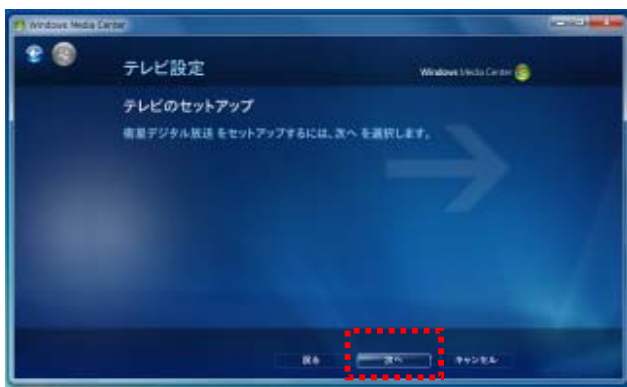 Windows Media Center
テレビ設定
Windows Media Center
テレビのセットアップ
衛星デジタル放送 をセットアップするには、次へ を選択します。
戻る 次へ キャンセル